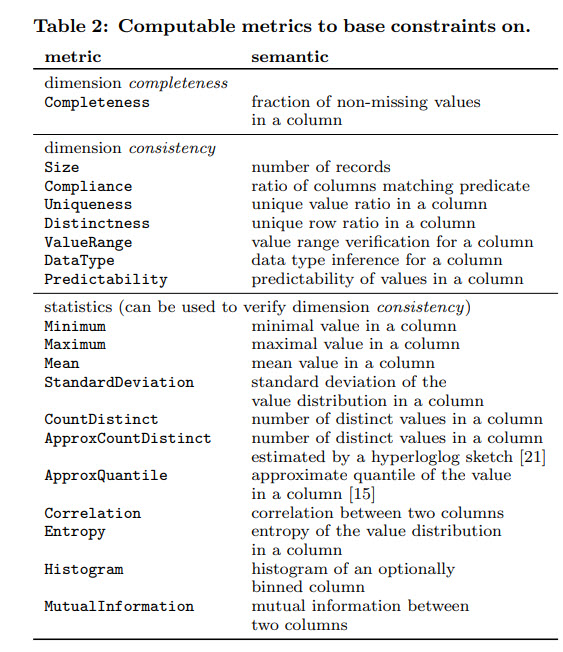 Table 2: Computable metrics to base constraints on.
metric semantic
dimension completeness
Completeness fraction of non-missing values
in a column
dimension consistency
Size number of records
Compliance ratio of columns matching predicate
Uniqueness unique value ratio in a column
Distinctness unique row ratio in a column
ValueRange value range verification for a column
DataType data type inference for a column
Predictability predictability of values in a column
statistics (can be used to verify dimension consistency)
Minimum minimal value in a column
Maximum maximal value in a column
Mean mean value in a column
StandardDeviation standard deviation of the
value distribution in a column
CountDistinct number of distinct values in a column
ApproxCountDistinct number of distinct values in a column
estimated by a hyperloglog sketch [21]
ApproxQuantile approximate quantile of the value
in a column [15]
Correlation correlation between two columns
Entropy entropy of the value distribution
in a column
Histogram histogram of an optionally
binned column
MutualInformation mutual information between
two columns